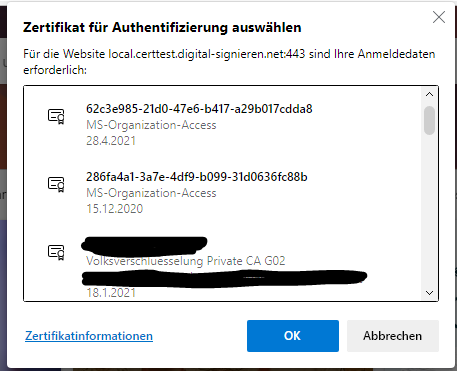 Zertifikat für Authentifizierung auswählen
Für die Website local.certtest.digital-signieren.net:443 sind Ihre Anmeldedaten
erforderlich:
62c3e985-21d0-47e6-b417-a29b017cdda8
MS-Organization-Access
28.4.2021
286fa4a1-3a7e-4df9-b099-31d0636fc88b
MS-Organization-Access
15.12.2020
Volksverschluesselung Private CA G02
18.1.2021
Zertifikatinformationen
OK
Abbrechen